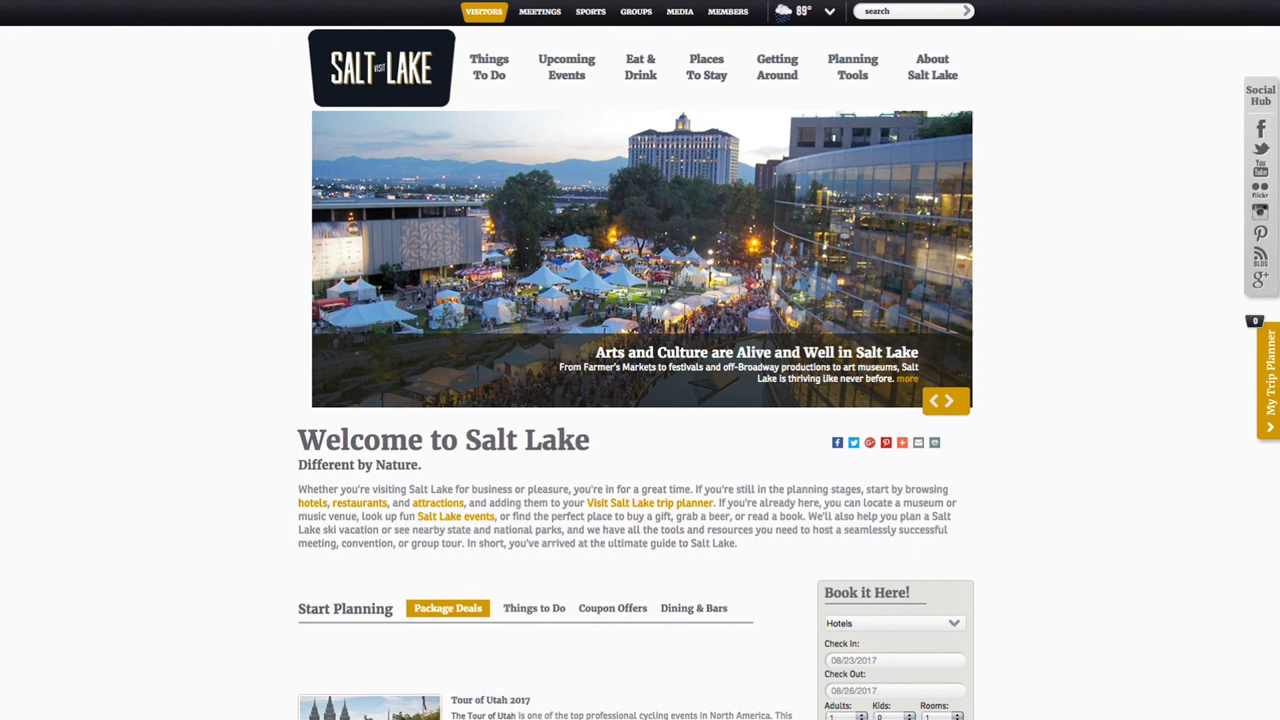 VISITORS MEETINGS SPORTS GROUPS MEDIA MEMBERS 89° search
SALT VISIT LAKE
Things To Do
Upcoming Events
Eat & Drink
Places To Stay
Getting Around
Planning Tools
About Salt Lake
Social Hub
You Tube
flickr
BLOG
g+
0
My Trip Planner
Arts and Culture are Alive and Well in Salt Lake
From Farmer's Markets to festivals and off-Broadway productions to art museums, Salt
Lake is thriving like never before. more
Welcome to Salt Lake
Different by Nature.
Whether you're visiting Salt Lake for business or pleasure, you're in for a great time. If you're still in the planning stages, start by browsing
hotels, restaurants, and attractions, and adding them to your Visit Salt Lake trip planner. If you're already here, you can locate a museum or
music venue, look up fun Salt Lake events, or find the perfect place to buy a gift, grab a beer, or read a book. We'll also help you plan a Salt
Lake ski vacation or see nearby state and national parks, and we have all the tools and resources you need to host a seamlessly successful
meeting, convention, or group tour. In short, you've arrived at the ultimate guide to Salt Lake.
Start Planning Package Deals Things to Do Coupon Offers Dining & Bars
Tour of Utah 2017
The Tour of Utah is one of the top professional cycling events in North America. This
Book it Here!
Hotels
Check In:
08/23/2017
Check Out:
08/26/2017
Adults: Kids: Rooms:
1 0 1